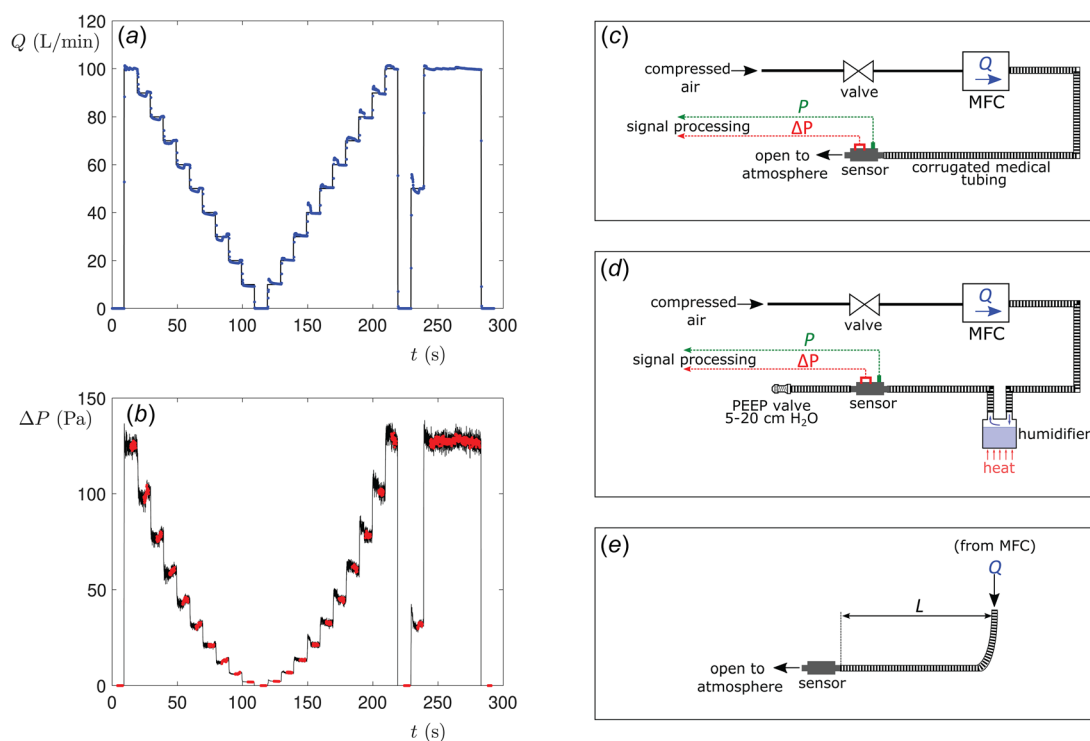 Q (L/min)
(a)
120
100
80
60
40
20
0
0 50 100 150 200 250 300
t (s)
ΔP (Pa)
(b)
150
100
50
0
0 50 100 150 200 250 300
t (s)
(c)
compressed
air
valve
Q
MFC
P
signal processing
ΔP
open to
atmosphere
sensor
corrugated medical
tubing
(d)
compressed
air
valve
Q
MFC
P
signal processing
ΔP
PEEP valve
5-20 cm H₂O
sensor
humidifier
heat
(e)
(from MFC)
Q
L
open to
atmosphere
sensor